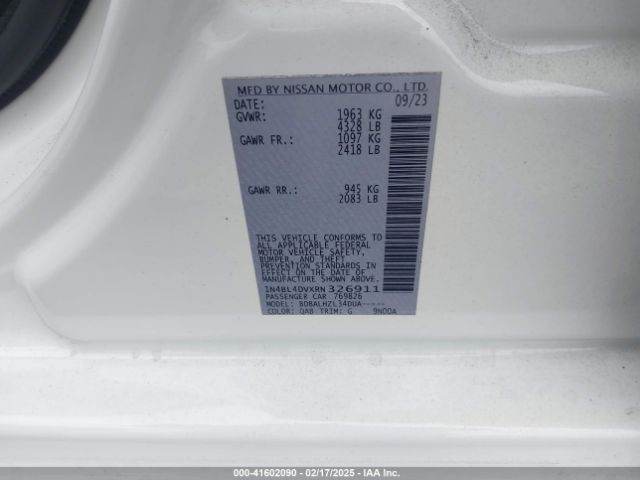 MFD BY NISSAN MOTOR CO., LTD.
DATE: 09/23
GVWR: 1963 KG
4328 LB
GAWR FR.: 1097 KG
2418 LB
GAWR RR.: 945 KG
2083 LB
THIS VEHICLE CONFORMS TO
ALL APPLICABLE FEDERAL
MOTOR VEHICLE SAFETY,
BUMPER, AND THEFT
PREVENTION STANDARDS IN
EFFECT ON THE DATE OF
MANUFACTURE SHOWN ABOVE.
1N4BL4DVXRN326911
PASSENGER CAR 769826
MODEL: BDBALHZL34DUA-----
COLOR: QAB TRIM: G 9NDDA
000-41602090 - 02/17/2025 - IAA Inc.